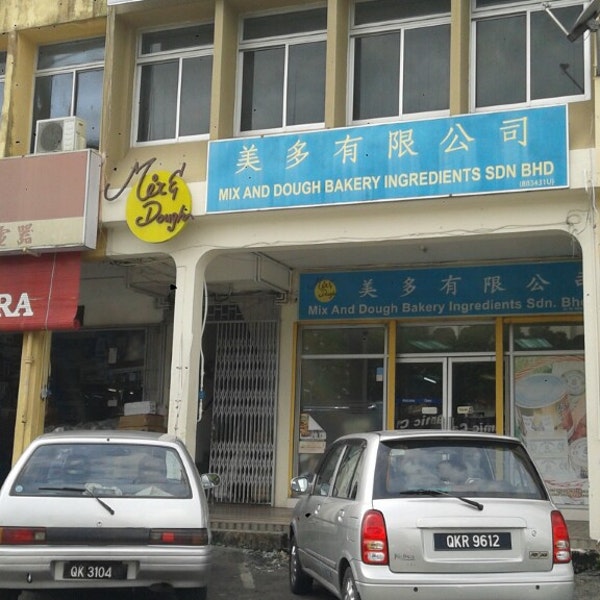 美多有限公司
MIX AND DOUGH BAKERY INGREDIENTS SDN BHD
(883431U)
Mix &
Dough
RA
美多有限公司
Mix And Dough Bakery Ingredients Sdn. Bhd
QK 3104
QKR 9612